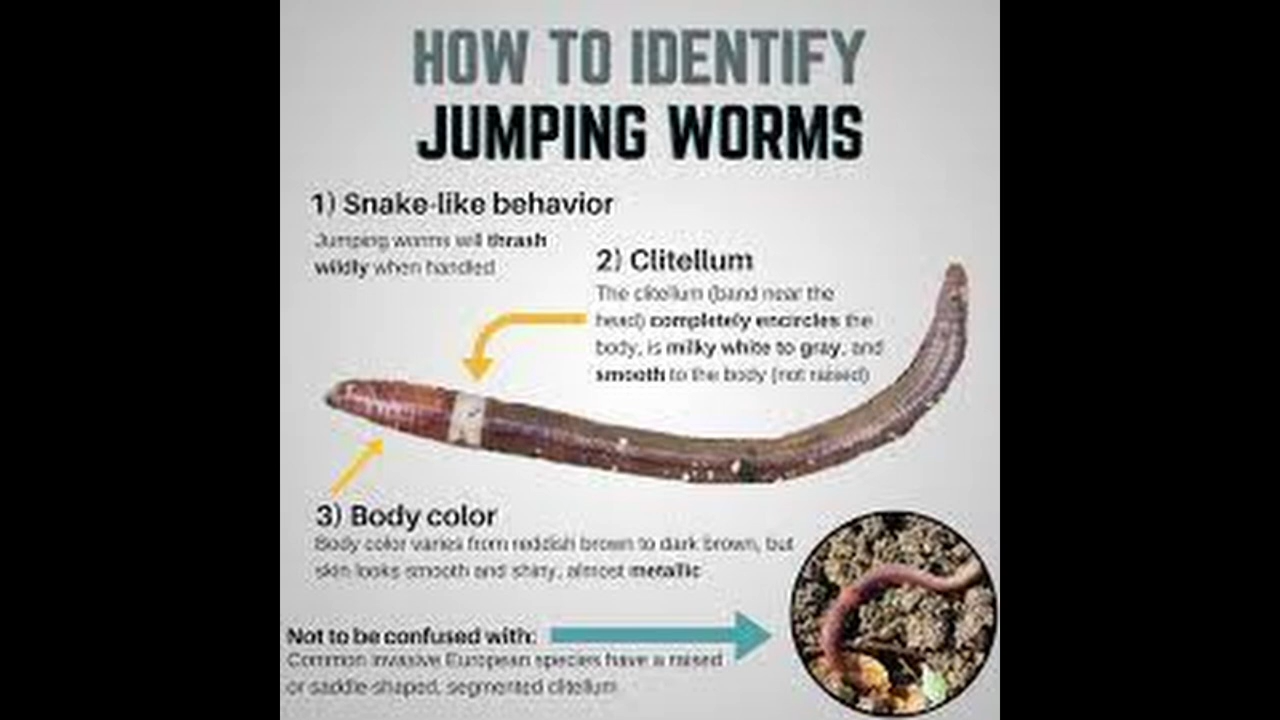 HOW TO IDENTIFY
JUMPING WORMS
1) Snake-like behavior
Jumping worms will thrash
wildly when handled
2) Clitellum
The clitellum (band near the
head) completely encircles the
body, is milky white to gray, and
smooth to the body (not raised)
3) Body color
Body color varies from reddish brown to dark brown, but
skin looks smooth and shiny, almost metallic
Not to be confused with:
Common invasive European species have a raised
or saddle-shaped, segmented clitellum